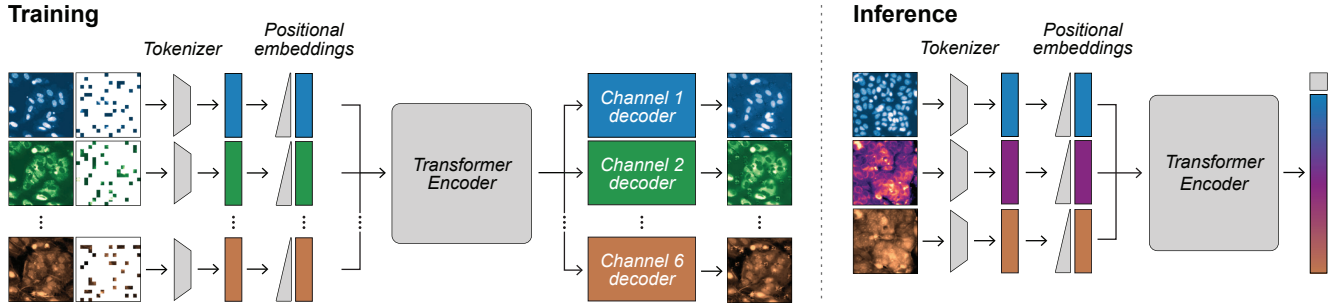 Training
Tokenizer
Positional
embeddings
Transformer
Encoder
Channel 1
decoder
Channel 2
decoder
Channel 6
decoder
Inference
Tokenizer
Positional
embeddings
Transformer
Encoder